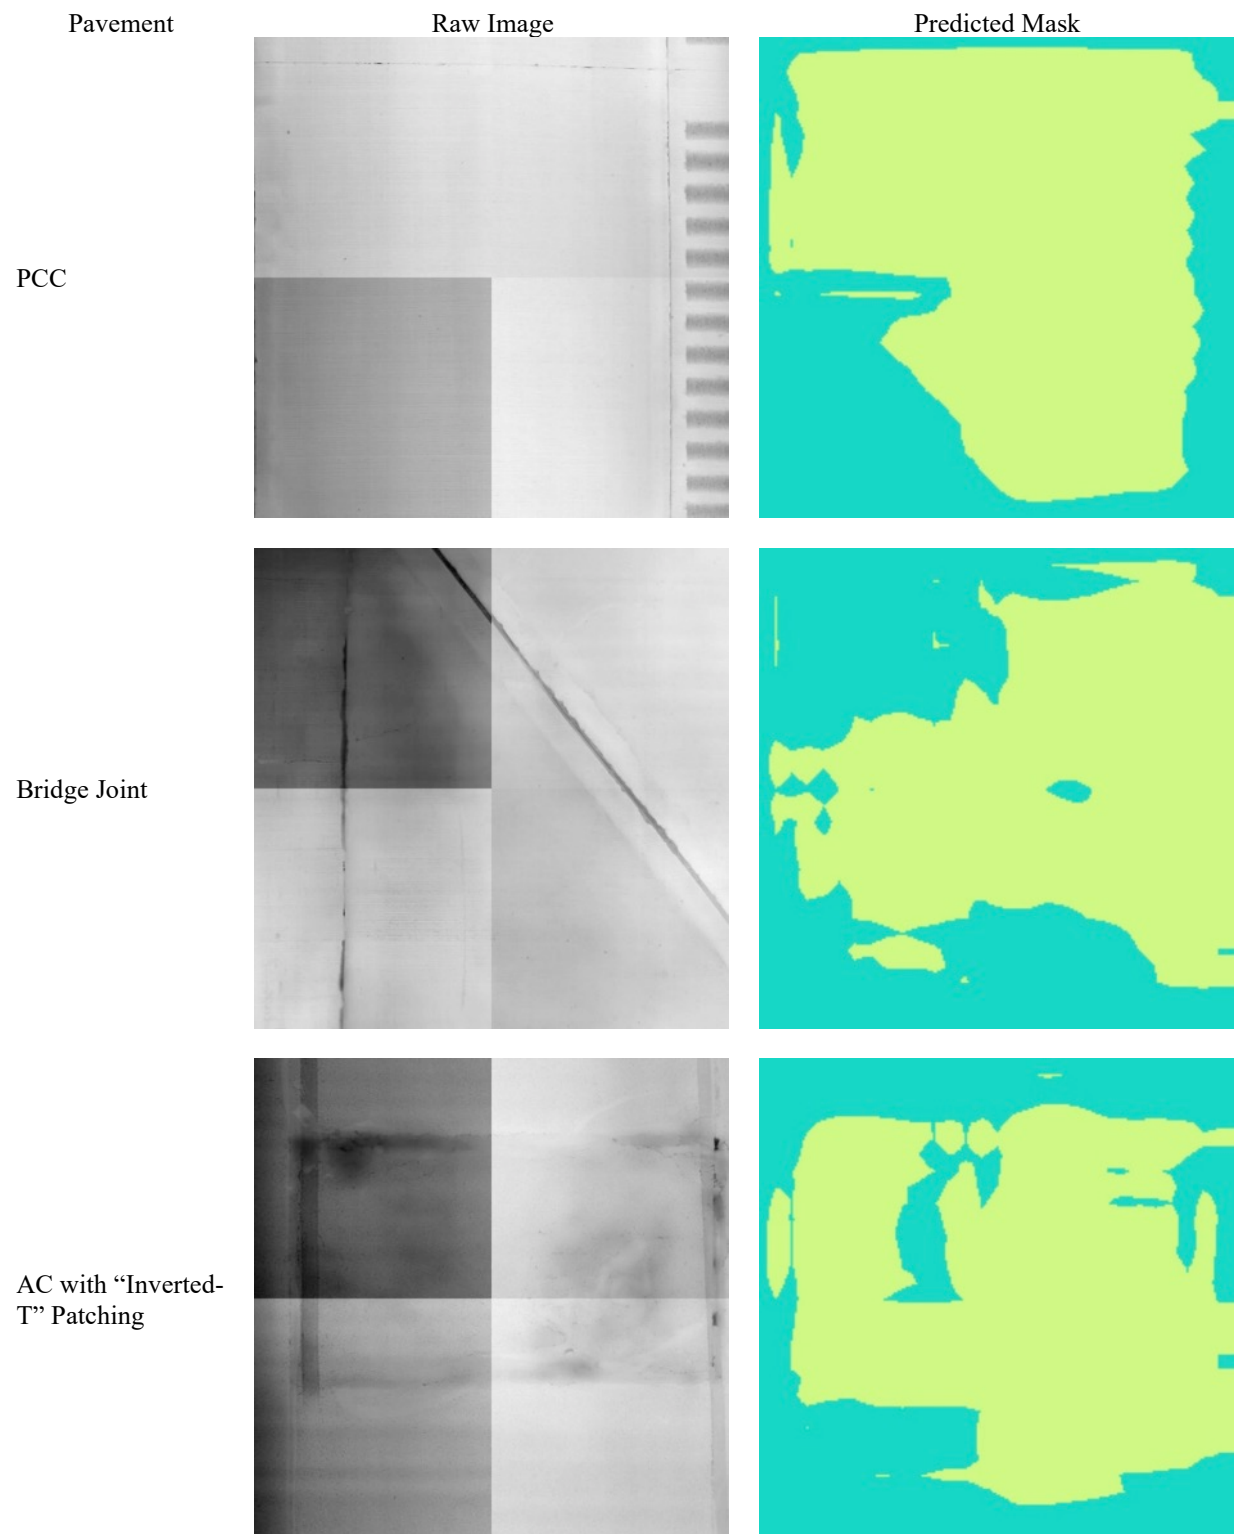 Pavement Raw Image Predicted Mask
PCC
Bridge Joint
AC with “Inverted-
T” Patching